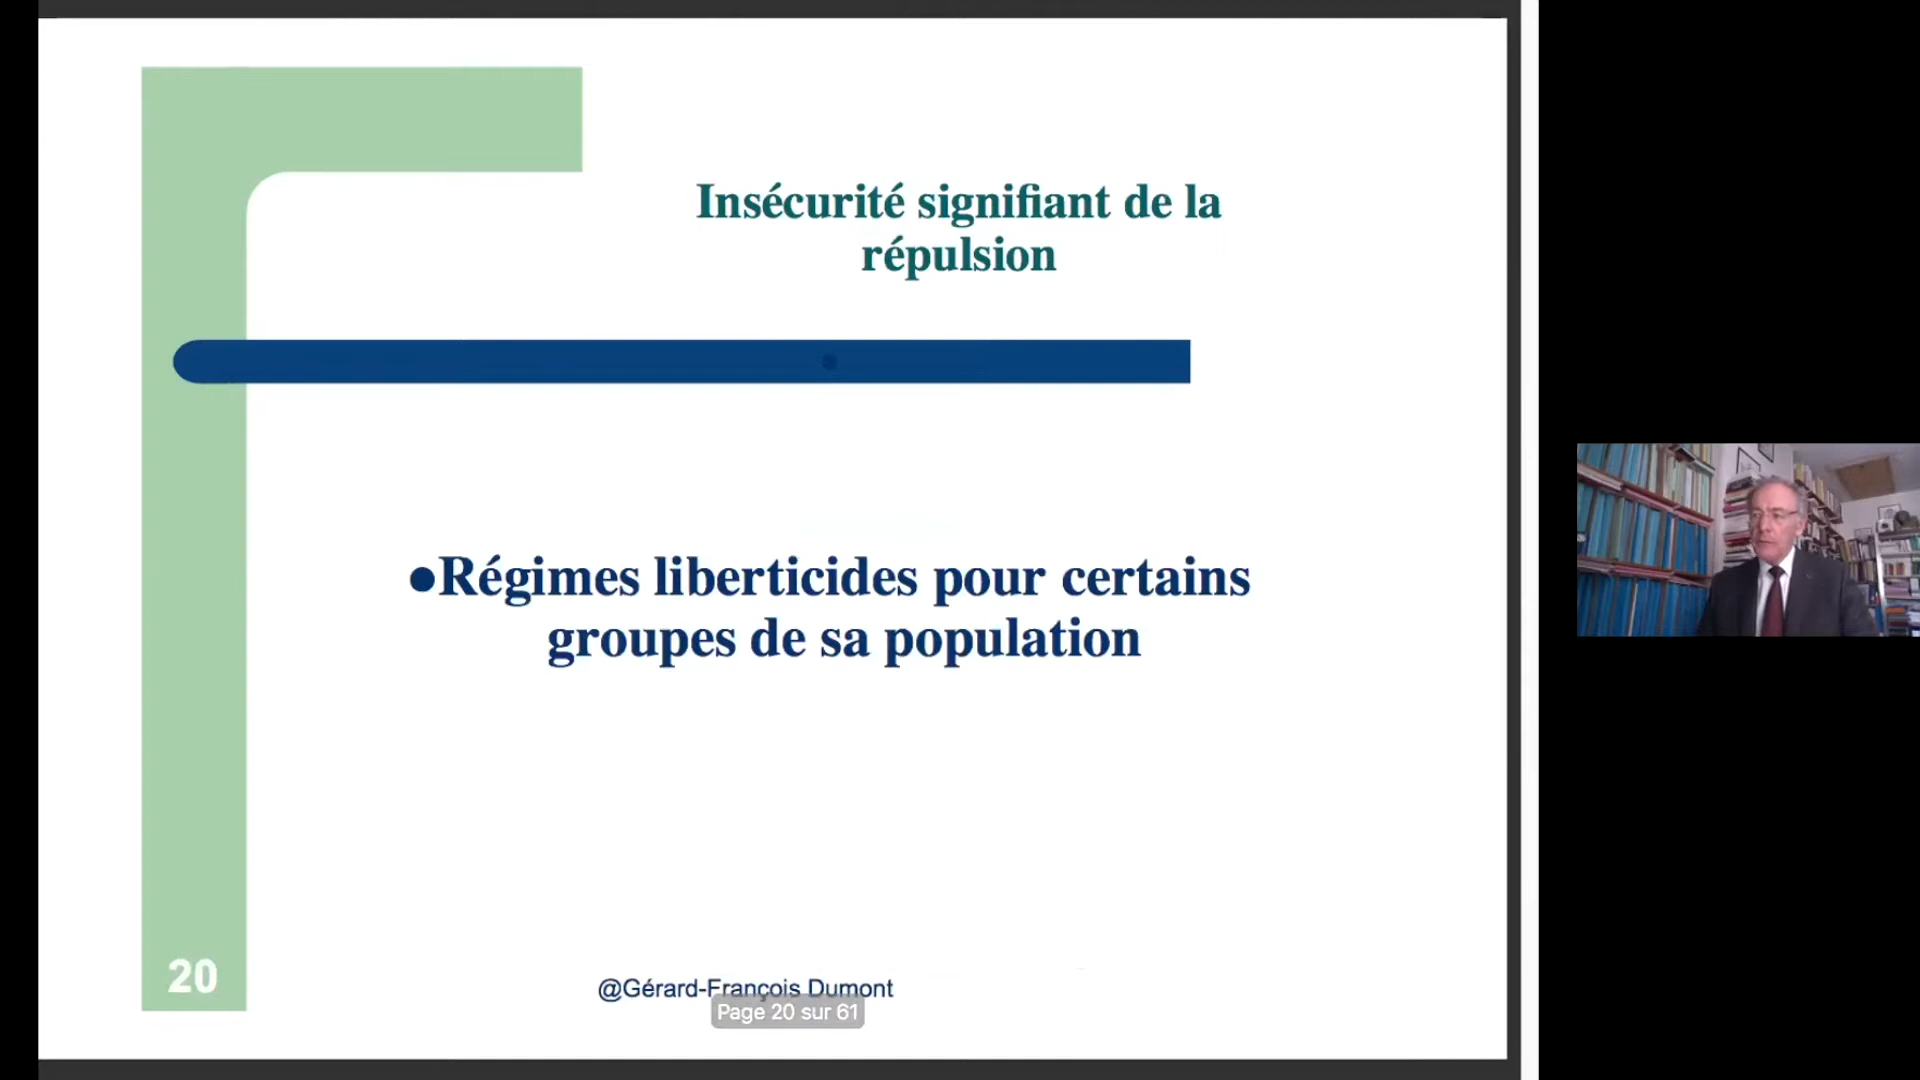 Insécurité signifiant de la
répulsion
●Régimes liberticides pour certains
groupes de sa population
20
@Gérard-François Dumont
Page 20 sur 61